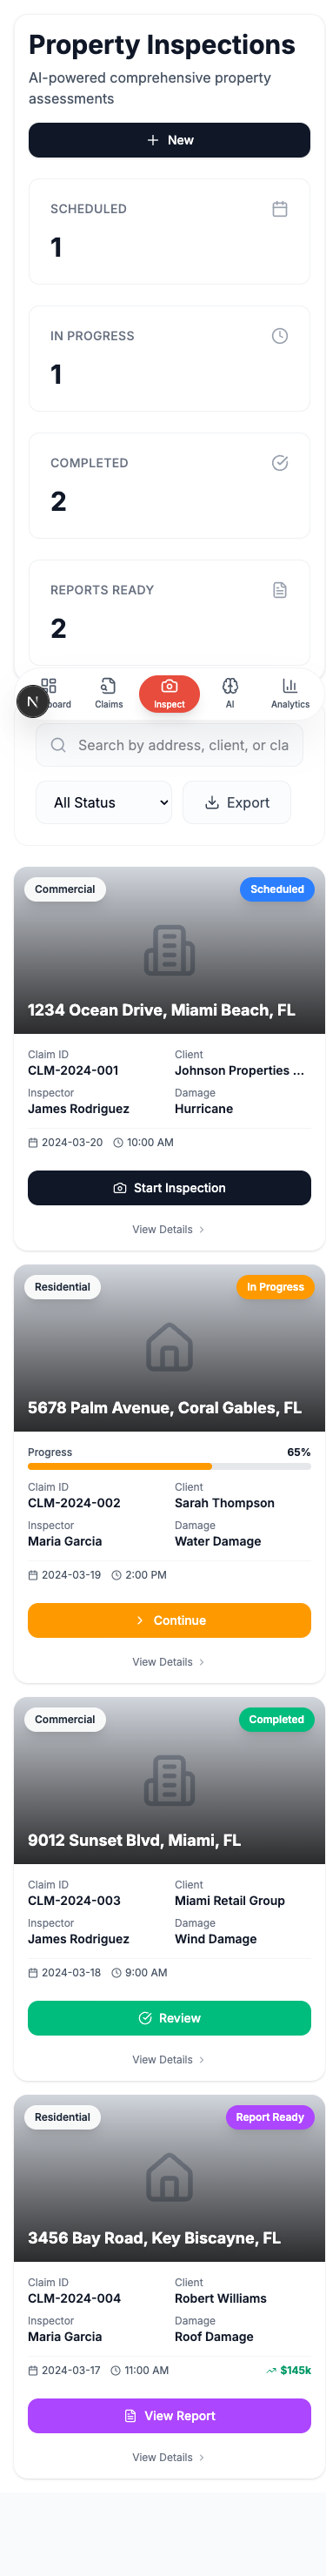 Property Inspections
AI-powered comprehensive property
assessments
New
SCHEDULED
1
IN PROGRESS
1
COMPLETED
2
REPORTS READY
2
N
board
Claims
Inspect
AI
Analytics
Search by address, client, or cla
All Status
Export
Commercial
Scheduled
1234 Ocean Drive, Miami Beach, FL
Claim ID
Client
CLM-2024-001
Johnson Properties ...
Inspector
Damage
James Rodriguez
Hurricane
2024-03-20
10:00 AM
Start Inspection
View Details
Residential
In Progress
5678 Palm Avenue, Coral Gables, FL
Progress
65%
Claim ID
Client
CLM-2024-002
Sarah Thompson
Inspector
Damage
Maria Garcia
Water Damage
2024-03-19
2:00 PM
Continue
View Details
Commercial
Completed
9012 Sunset Blvd, Miami, FL
Claim ID
Client
CLM-2024-003
Miami Retail Group
Inspector
Damage
James Rodriguez
Wind Damage
2024-03-18
9:00 AM
Review
View Details
Residential
Report Ready
3456 Bay Road, Key Biscayne, FL
Claim ID
Client
CLM-2024-004
Robert Williams
Inspector
Damage
Maria Garcia
Roof Damage
2024-03-17
11:00 AM
$145k
View Report
View Details